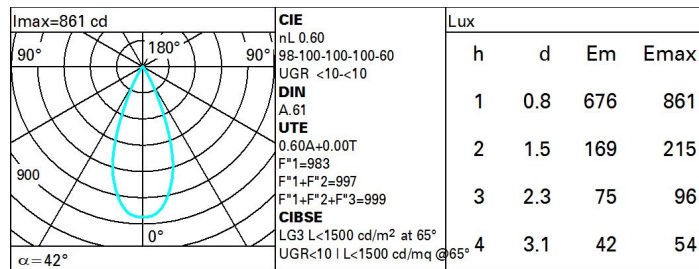 Imax=861 cd
90°
180°
90°
900
0°
α=42°
CIE
nL 0.60
98-100-100-100-60
UGR <10-<10
DIN
A.61
UTE
0.60A+0.00T
F"1=983
F"1+F"2=997
F"1+F"2+F"3=999
CIBSE
LG3 L<1500 cd/m² at 65°
UGR<10 | L<1500 cd/mq @65°
Lux
h d Em Emax
1 0.8 676 861
2 1.5 169 215
3 2.3 75 96
4 3.1 42 54